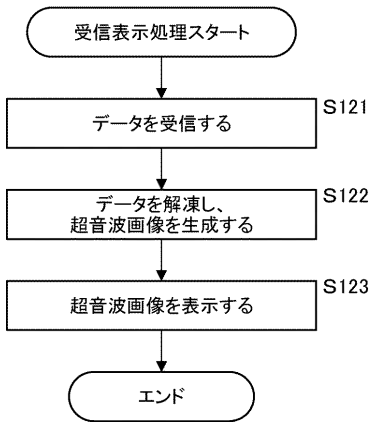 受信表示処理スタート
S121
データを受信する
S122
データを解凍し、
超音波画像を生成する
S123
超音波画像を表示する
エンド